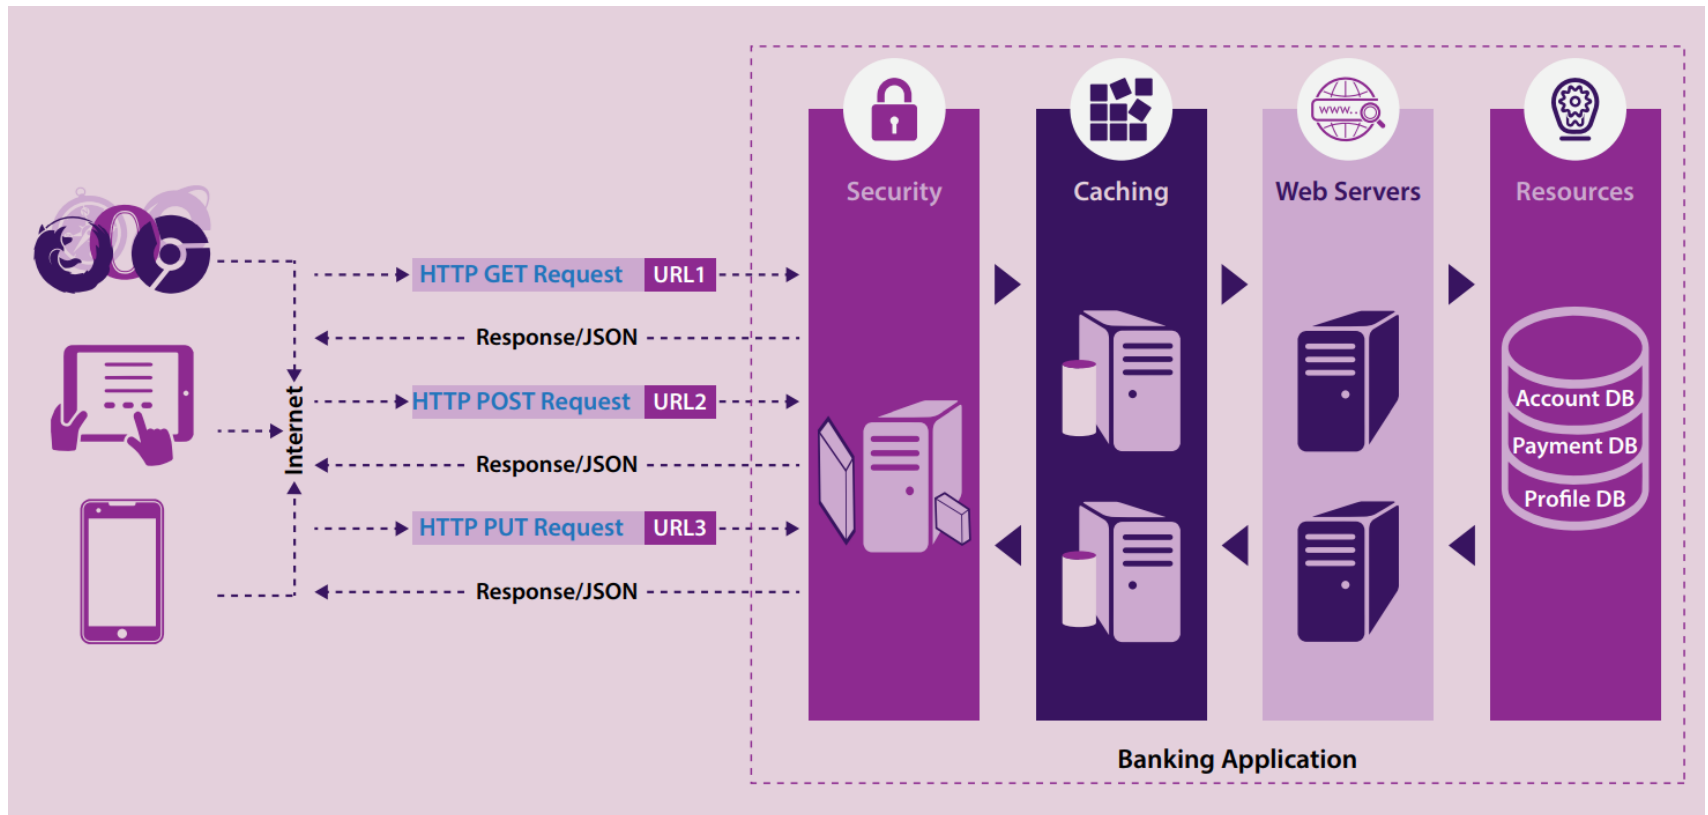 Security
Caching
Web Servers
www...
Resources
HTTP GET Request URL1
Response/JSON
HTTP POST Request URL2
Response/JSON
HTTP PUT Request URL3
Response/JSON
Internet
Account DB
Payment DB
Profile DB
Banking Application